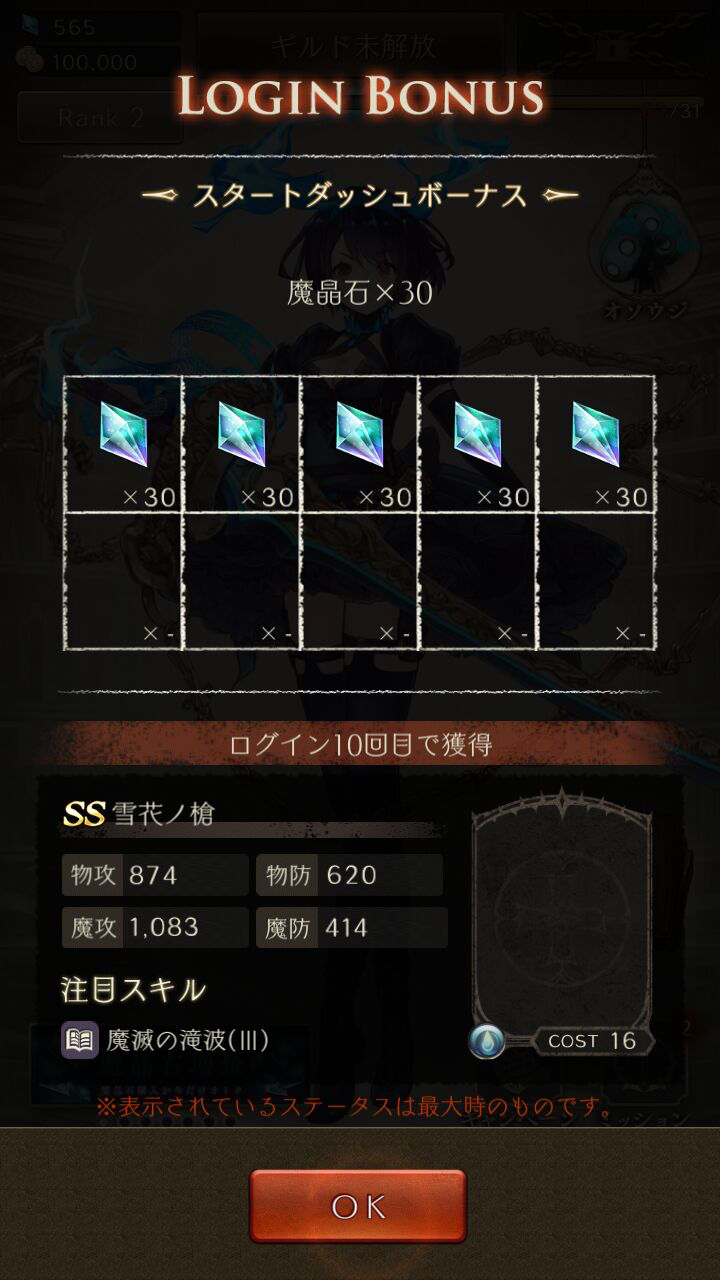 565
ギルド未解放
100,000
LOGIN BONUS
Rank 2
/31
スタートダッシュボーナス
魔晶石×30
オソウジ
×30 ×30 ×30 ×30 ×30
×- ×- ×- ×- ×-
ログイン10回目で獲得
SS 雪花ノ槍
物攻 874 物防 620
魔攻 1,083 魔防 414
注目スキル
魔滅の滝波(III)
COST 16
※表示されているステータスは最大時のものです。
OK